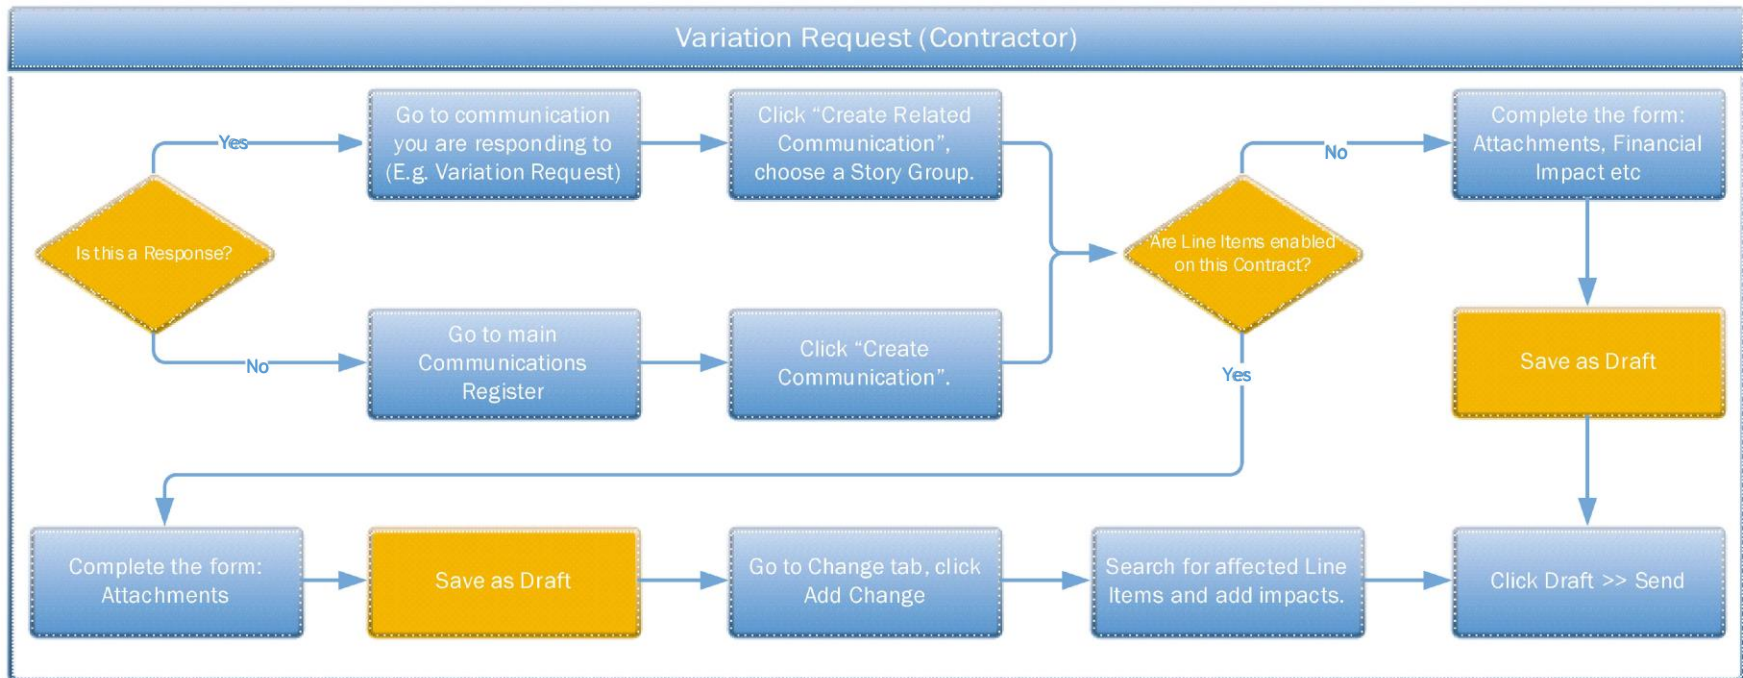 Variation Request (Contractor)
Yes
Go to communication
you are responding to
(E.g. Variation Request)
Click “Create Related
Communication”,
choose a Story Group.
No
Complete the form:
Attachments, Financial
Impact etc
Is this a Response?
Are Line Items enabled
on this Contract?
No
Go to main
Communications
Register
Click “Create
Communication”.
Yes
Save as Draft
Complete the form:
Attachments
Save as Draft
Go to Change tab, click
Add Change
Search for affected Line
Items and add impacts.
Click Draft >> Send